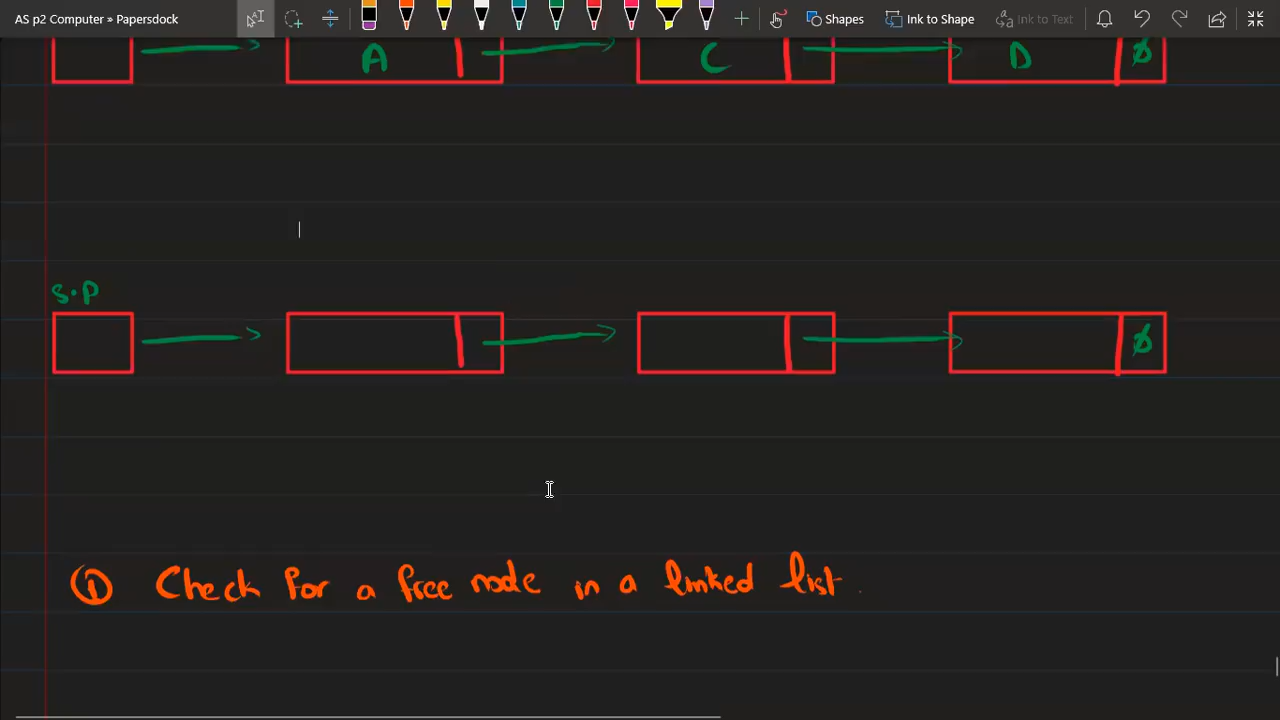 AS p2 Computer » Papersdock
Shapes
Ink to Shape
Ink to Text
A C D Ø
S.P
Ø
① Check for a free node in a linked list.